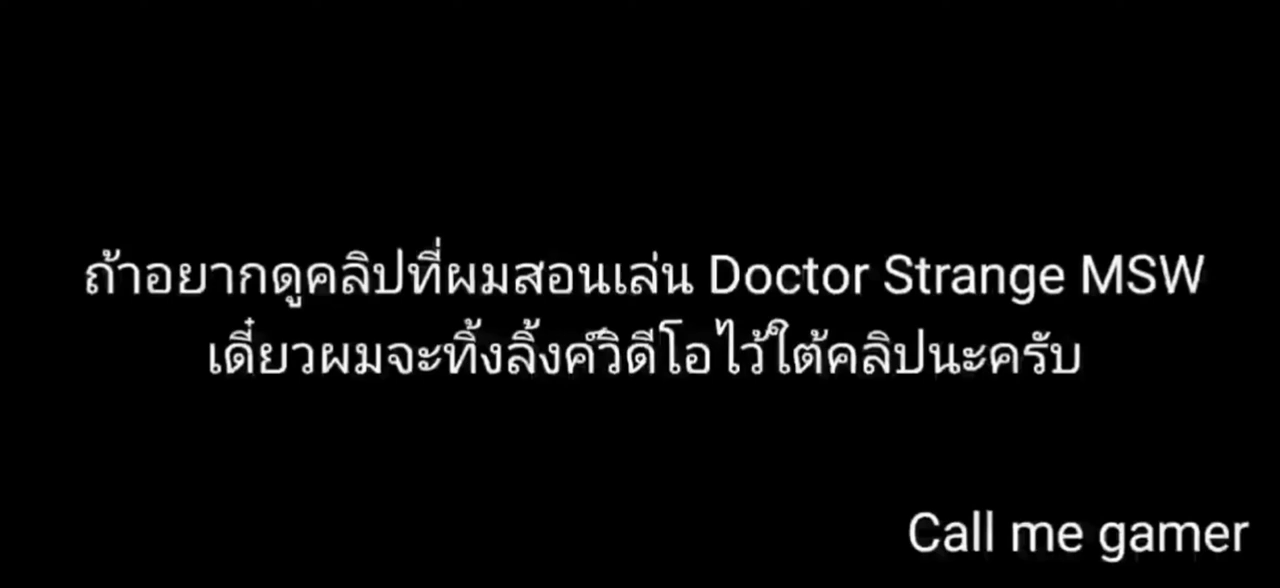 ถ้าอยากดูคลิปที่ผมสอนเล่น Doctor Strange MSW
เดี๋ยวผมจะทิ้งลิ้งค์วิดีโอไว้ใต้คลิปนะครับ
Call me gamer